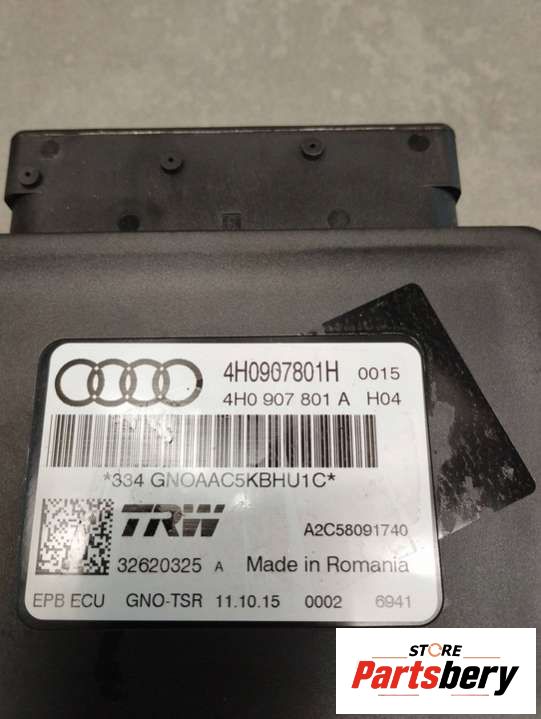 4H0907801H 0015
4H0 907 801 A H04
*334 GNOAAC5KBHU1C*
TRW A2C58091740
32620325 A Made in Romania
EPB ECU GNO-TSR 11.10.15 0002 6941
STORE
Partsbery